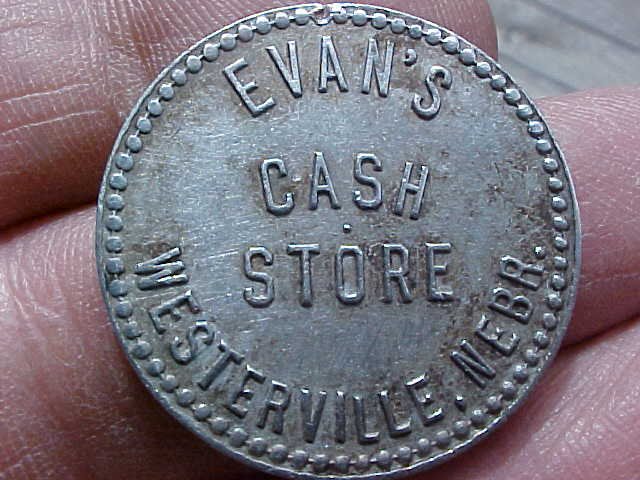 EVAN'S
CASH
STORE
WESTERVILLE, NEBR.